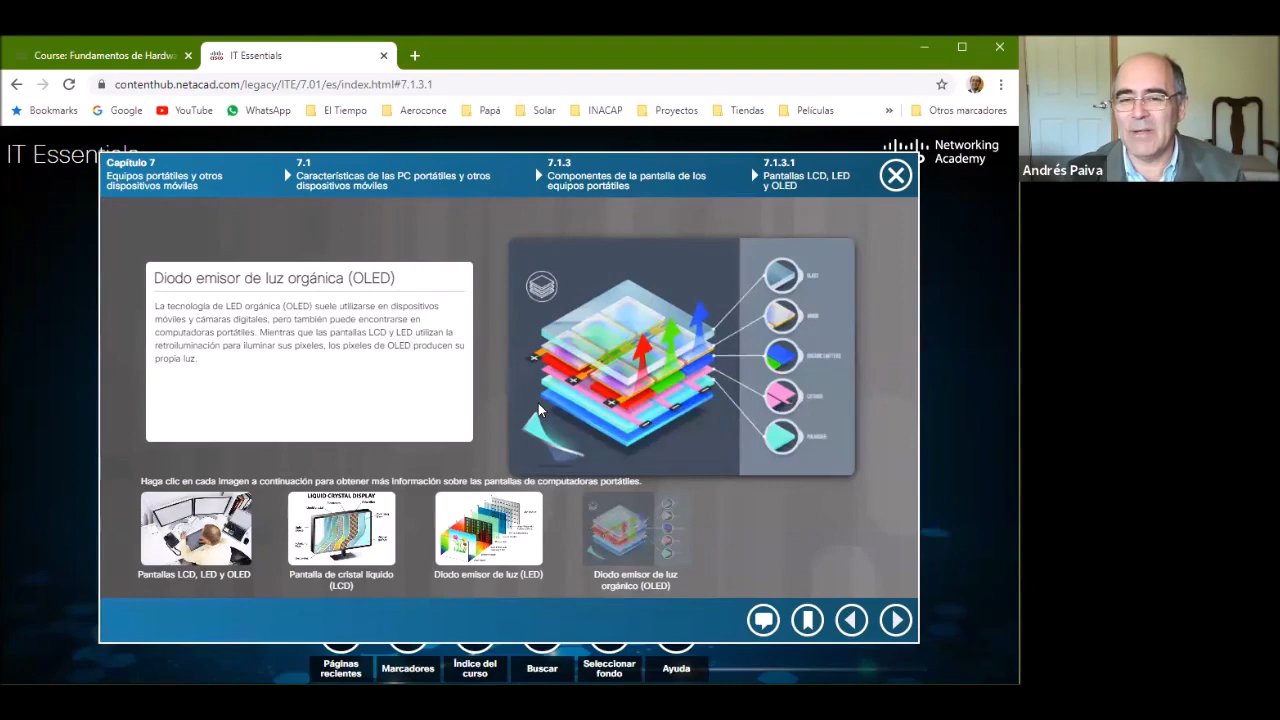 Course: Fundamentos de Hardwa
IT Essentials
contenthub.netacad.com/legacy/ITE/7.01/es/index.html#7.1.3.1
Bookmarks
Google
YouTube
WhatsApp
El Tiempo
Aeroconce
Papá
Solar
INACAP
Proyectos
Tiendas
Películas
»
Otros marcadores
IT Essentials
Networking
Academy
Andrés Paiva
Capítulo 7
Equipos portátiles y otros
dispositivos móviles
7.1
Características de las PC portátiles y otros
dispositivos móviles
7.1.3
Componentes de la pantalla de los
equipos portátiles
7.1.3.1
Pantallas LCD, LED
y OLED
Diodo emisor de luz orgánica (OLED)
La tecnología de LED orgánica (OLED) suele utilizarse en dispositivos
móviles y cámaras digitales, pero también puede encontrarse en
computadoras portátiles. Mientras que las pantallas LCD y LED utilizan la
retroiluminación para iluminar sus píxeles, los píxeles de OLED producen su
propia luz.
Haga clic en cada imagen a continuación para obtener más información sobre las pantallas de computadoras portátiles.
LIQUID CRYSTAL DISPLAY
Pantallas LCD, LED y OLED
Pantalla de cristal líquido
(LCD)
Diodo emisor de luz (LED)
Diodo emisor de luz
orgánico (OLED)
Páginas
recientes
Marcadores
Índice del
curso
Buscar
Seleccionar
fondo
Ayuda